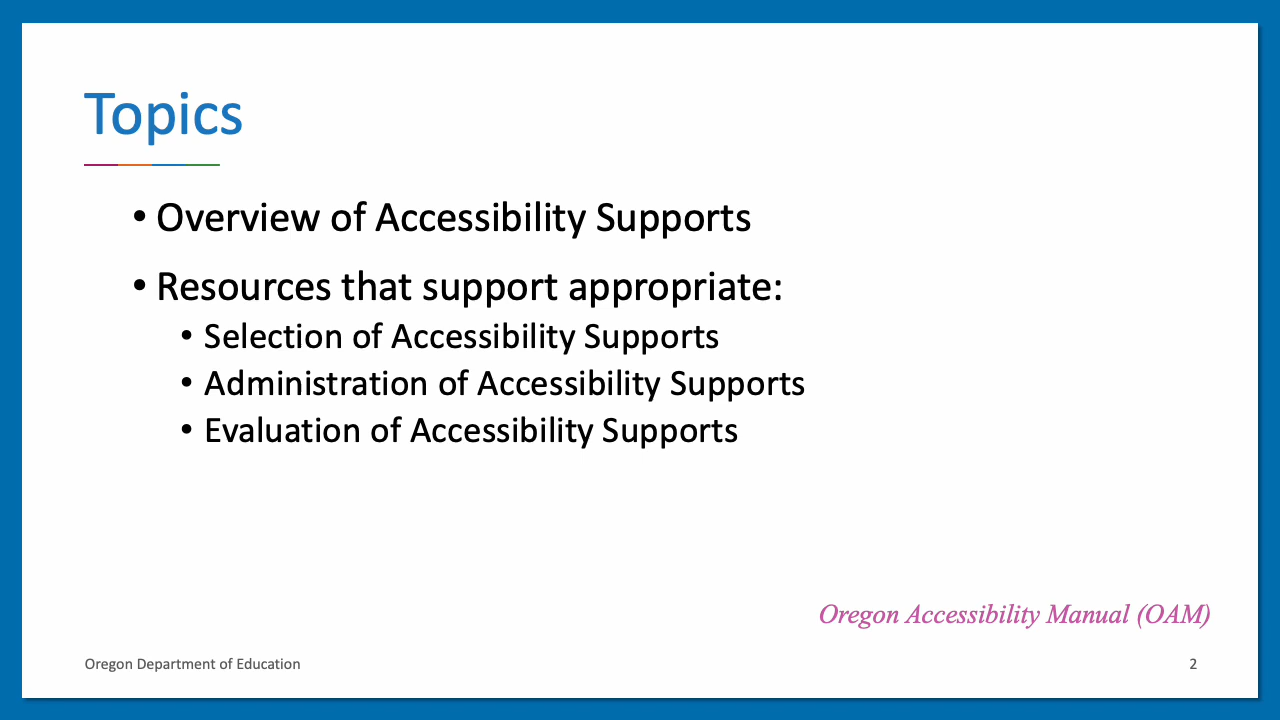 Topics
• Overview of Accessibility Supports
• Resources that support appropriate:
• Selection of Accessibility Supports
• Administration of Accessibility Supports
• Evaluation of Accessibility Supports
Oregon Accessibility Manual (OAM)
Oregon Department of Education
2